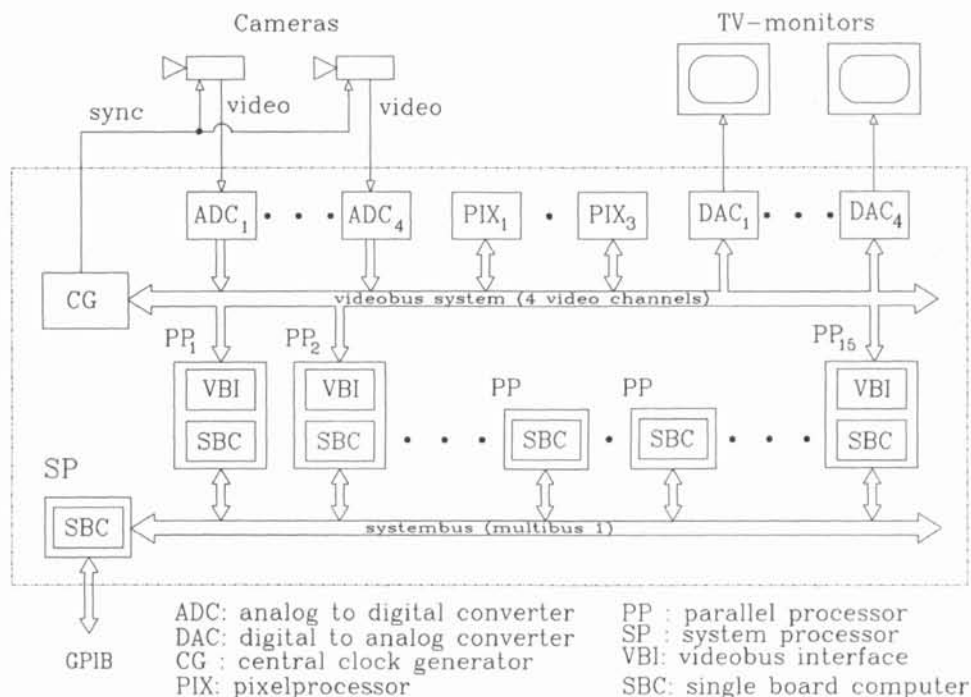 Cameras
TV-monitors
sync
video
video
ADC1 · · · ADC4
PIX1 · PIX3
DAC1 · · · DAC4
CG
videobus system (4 video channels)
PP1
PP2
PP15
VBI
VBI
VBI
PP
PP
SBC
SBC
· · ·
SBC
·
SBC
· · ·
SBC
SP
SBC
systembus (multibus 1)
GPIB
ADC: analog to digital converter
DAC: digital to analog converter
CG : central clock generator
PIX: pixelprocessor
PP : parallel processor
SP : system processor
VBI: videobus interface
SBC: single board computer